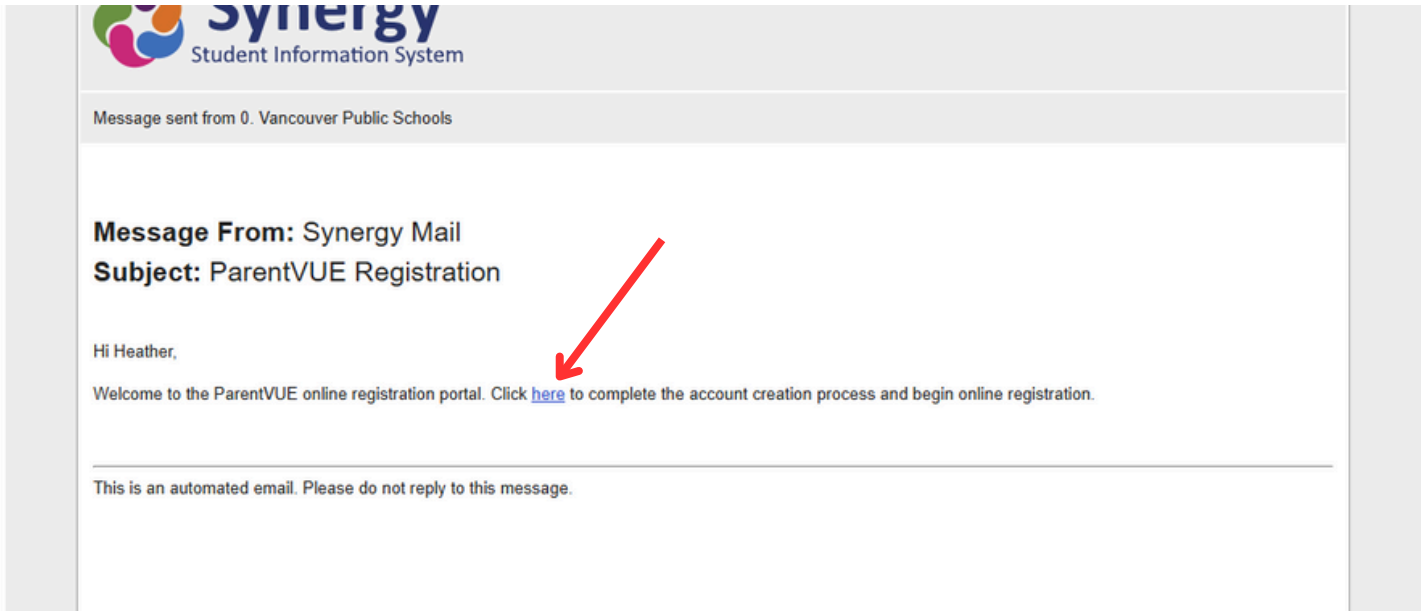 Synergy
Student Information System
Message sent from 0. Vancouver Public Schools
Message From: Synergy Mail
Subject: ParentVUE Registration
Hi Heather,
Welcome to the ParentVUE online registration portal. Click here to complete the account creation process and begin online registration.
This is an automated email. Please do not reply to this message.